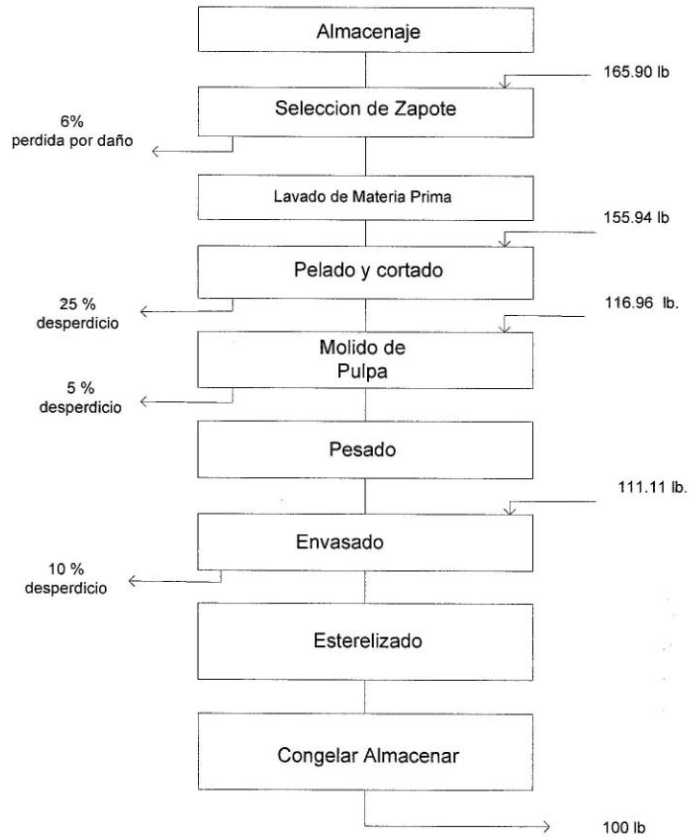 Almacenaje
165.90 lb
Seleccion de Zapote
6%
perdida por daño
Lavado de Materia Prima
155.94 lb
Pelado y cortado
25 %
desperdicio
116.96 lb.
Molido de
Pulpa
5 %
desperdicio
Pesado
111.11 lb.
Envasado
10 %
desperdicio
Esterelizado
Congelar Almacenar
100 lb